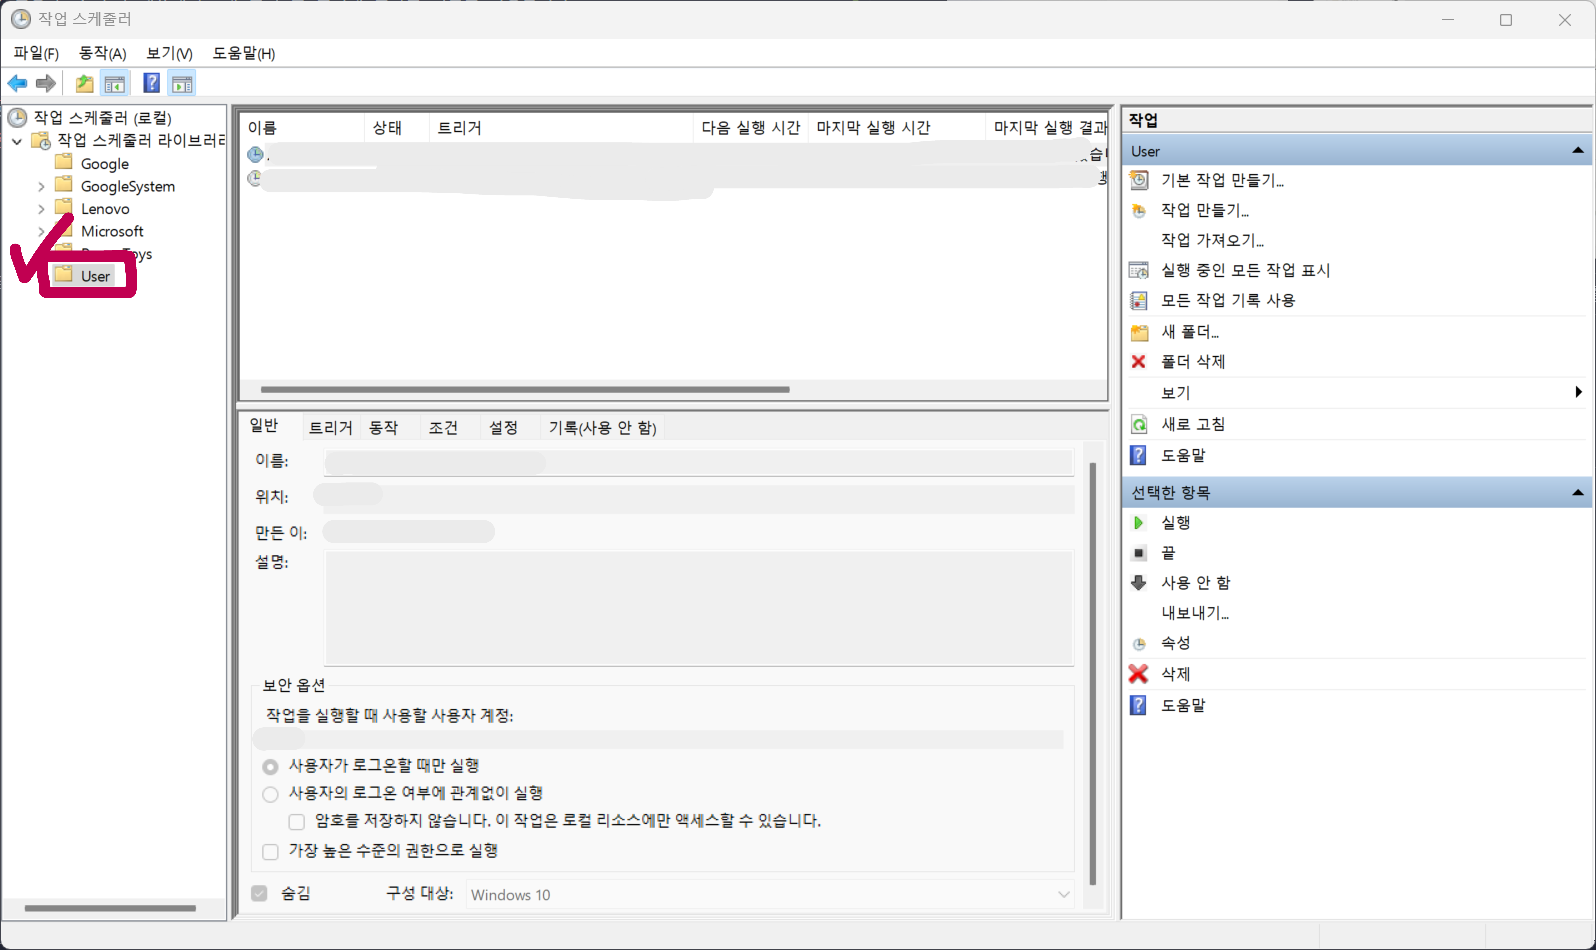 작업 스케줄러
파일(F) 동작(A) 보기(V) 도움말(H)
작업 스케줄러 (로컬)
작업 스케줄러 라이브러리
Google
GoogleSystem
Lenovo
Microsoft
User
이름 상태 트리거 다음 실행 시간 마지막 실행 시간 마지막 실행 결과
일반 트리거 동작 조건 설정 기록(사용 안 함)
이름:
위치:
만든 이:
설명:
보안 옵션
작업을 실행할 때 사용할 사용자 계정:
사용자가 로그온할 때만 실행
사용자의 로그온 여부에 관계없이 실행
암호를 저장하지 않습니다. 이 작업은 로컬 리소스에만 액세스할 수 있습니다.
가장 높은 수준의 권한으로 실행
숨김 구성 대상: Windows 10
작업
User
기본 작업 만들기...
작업 만들기...
작업 가져오기...
실행 중인 모든 작업 표시
모든 작업 기록 사용
새 폴더...
폴더 삭제
보기
새로 고침
도움말
선택한 항목
실행
끝
사용 안 함
내보내기...
속성
삭제
도움말